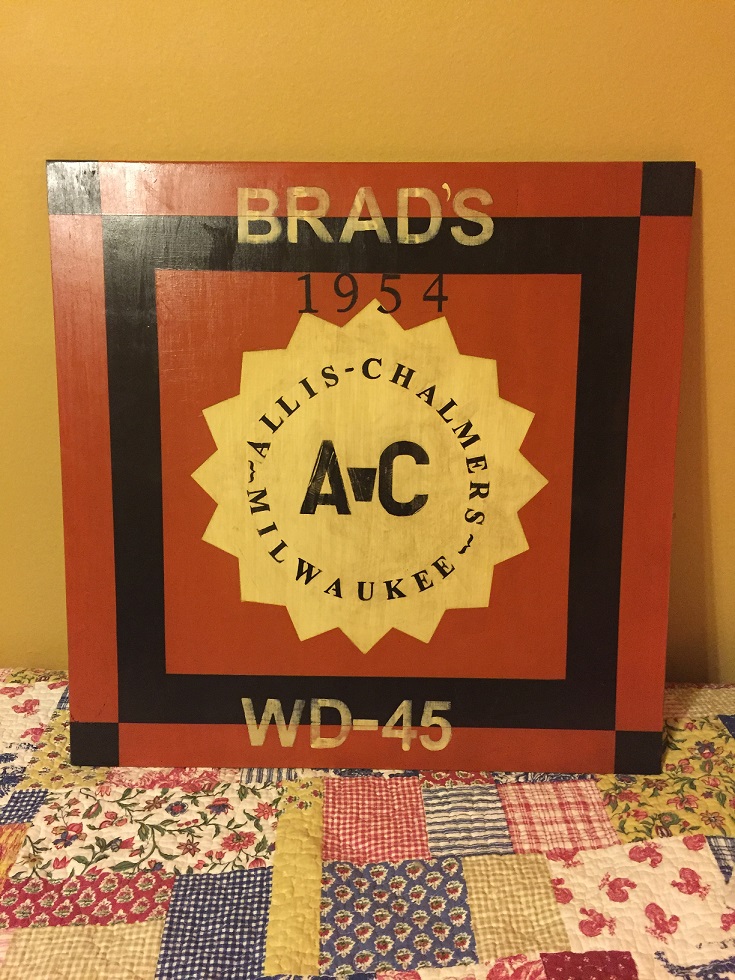 BRAD'S
1954
~ALLIS-CHALMERS~
A-C
MILWAUKEE
WD-45